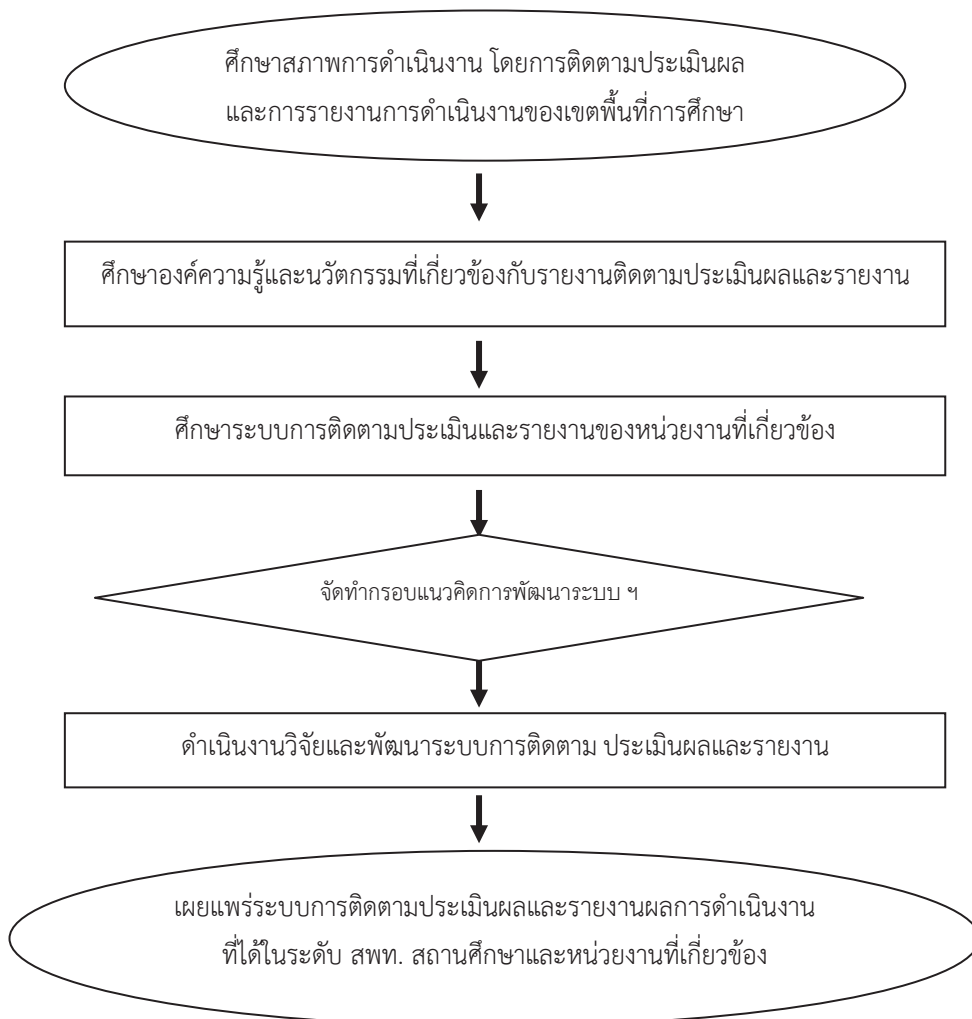 ศึกษาสภาพการดำเนินงาน โดยการติดตามประเมินผล
และการรายงานการดำเนินงานของเขตพื้นที่การศึกษา
ศึกษาองค์ความรู้และนวัตกรรมที่เกี่ยวข้องกับรายงานติดตามประเมินผลและรายงาน
ศึกษาระบบการติดตามประเมินและรายงานของหน่วยงานที่เกี่ยวข้อง
จัดทำกรอบแนวคิดการพัฒนาระบบ ฯ
ดำเนินงานวิจัยและพัฒนาระบบการติดตาม ประเมินผลและรายงาน
เผยแพร่ระบบการติดตามประเมินผลและรายงานผลการดำเนินงาน
ที่ได้ในระดับ สพท. สถานศึกษาและหน่วยงานที่เกี่ยวข้อง